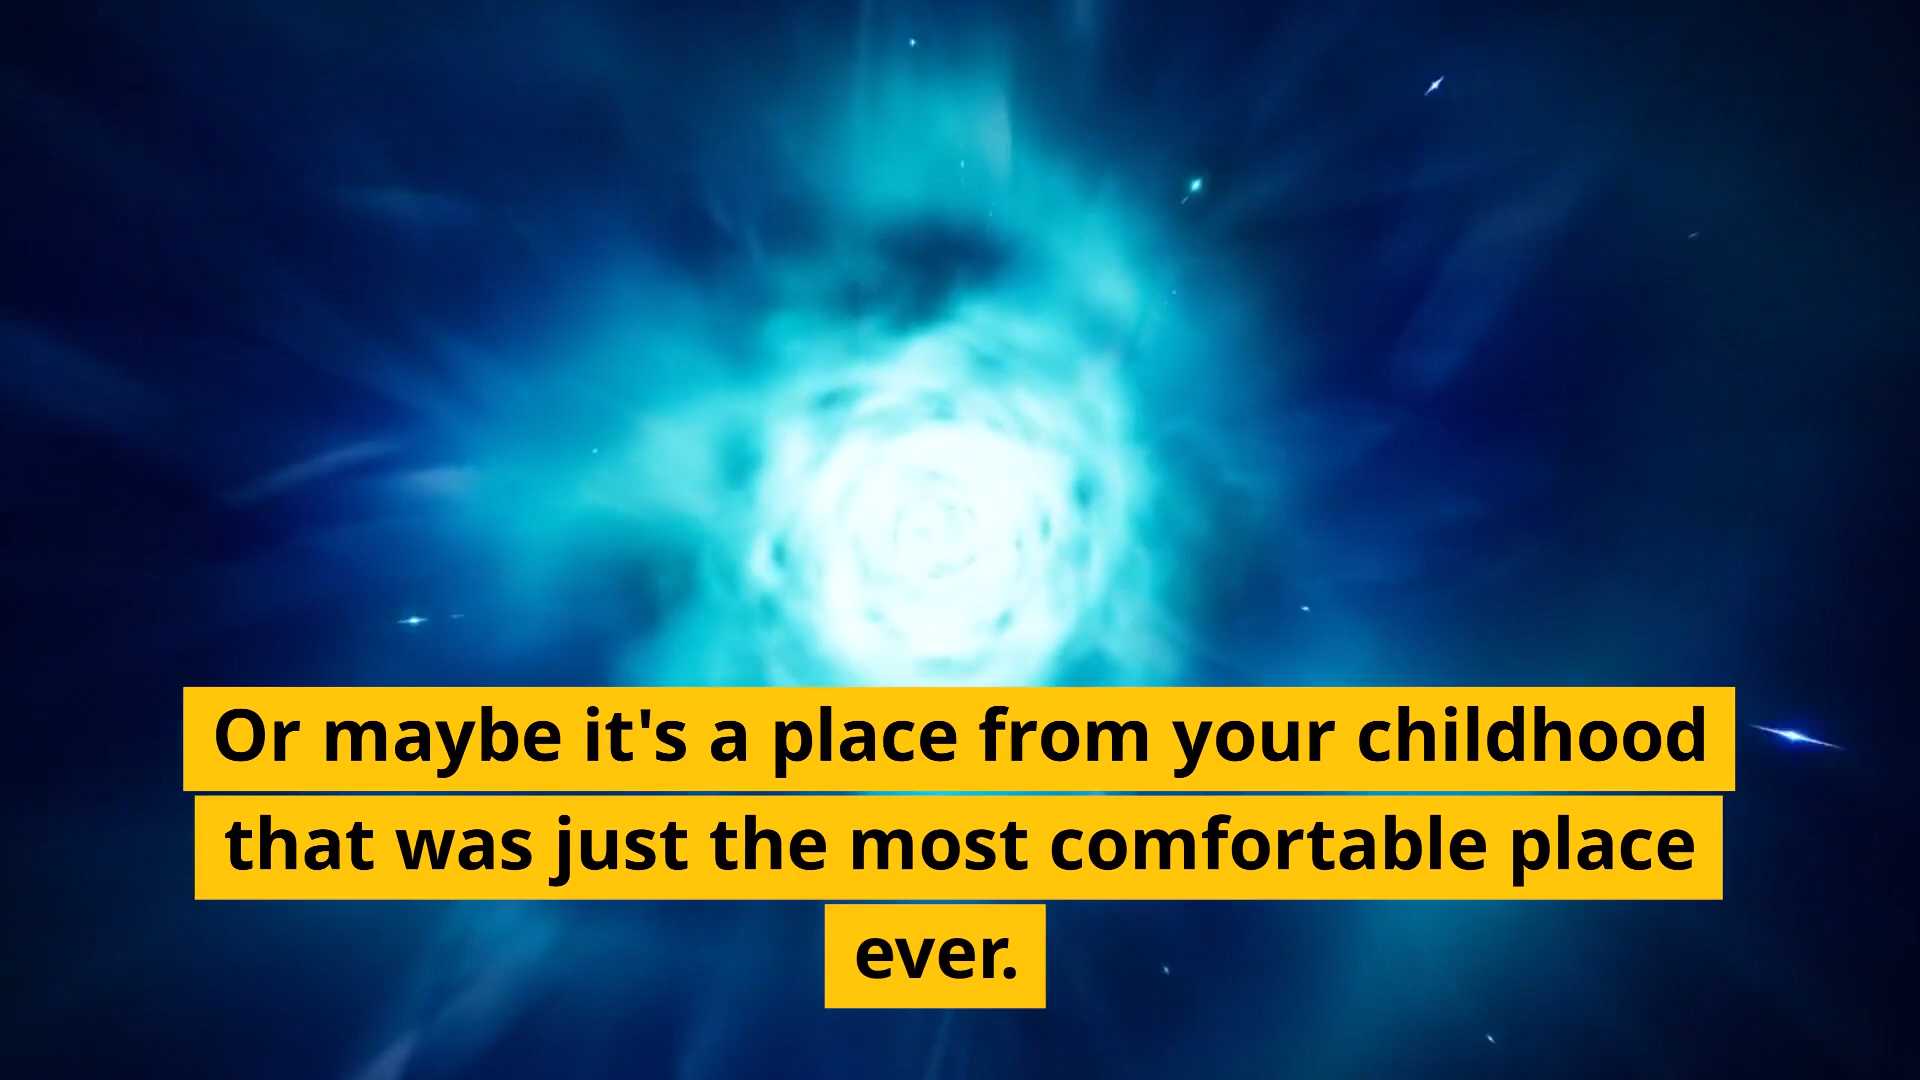 Or maybe it's a place from your childhood
that was just the most comfortable place
ever.